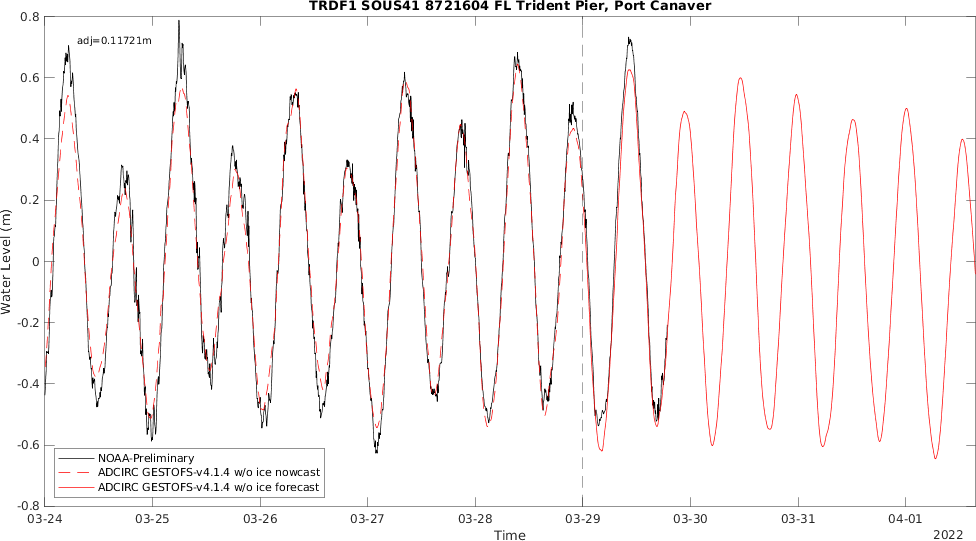 TRDF1 SOUS41 8721604 FL Trident Pier, Port Canaver
adj=0.11721m
0.8
0.6
0.4
0.2
0
-0.2
-0.4
-0.6
-0.8
Water Level (m)
NOAA-Preliminary
ADCIRC GESTOFS-v4.1.4 w/o ice nowcast
ADCIRC GESTOFS-v4.1.4 w/o ice forecast
03-24 03-25 03-26 03-27 03-28 03-29 03-30 03-31 04-01
Time
2022